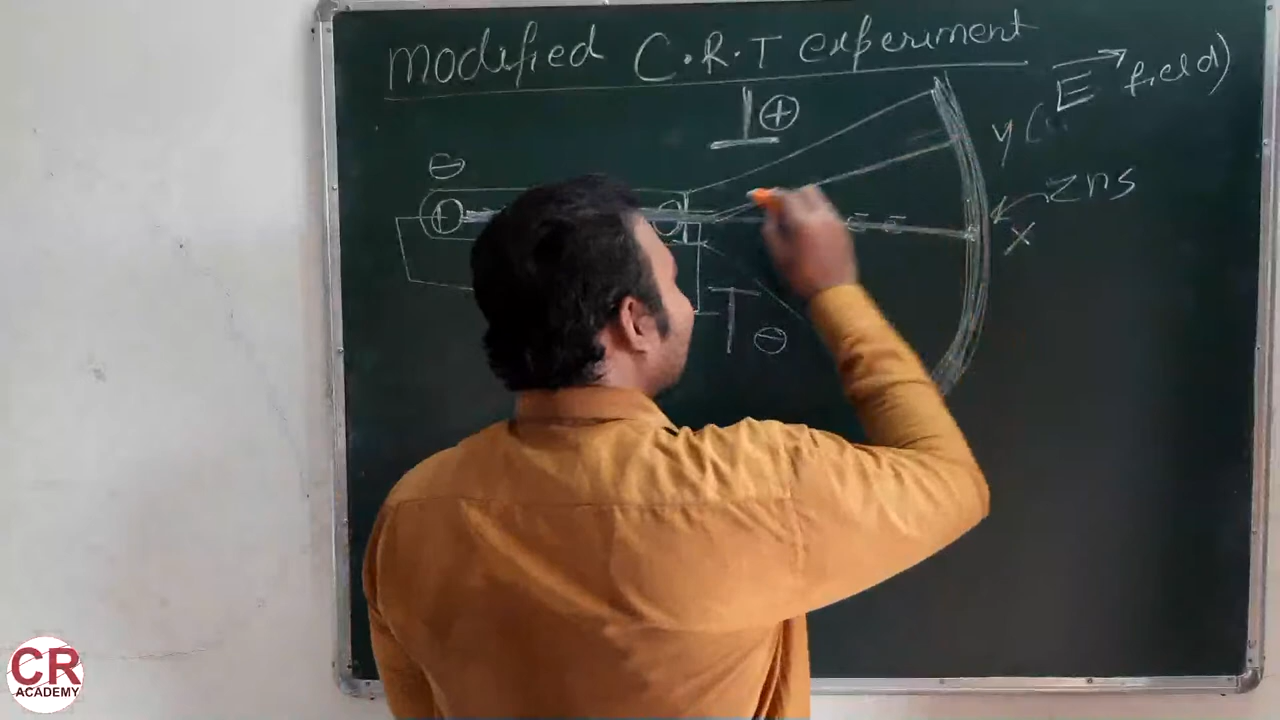 modified C.R.T experiment
E field)
+
y(
zns
x
CR
ACADEMY